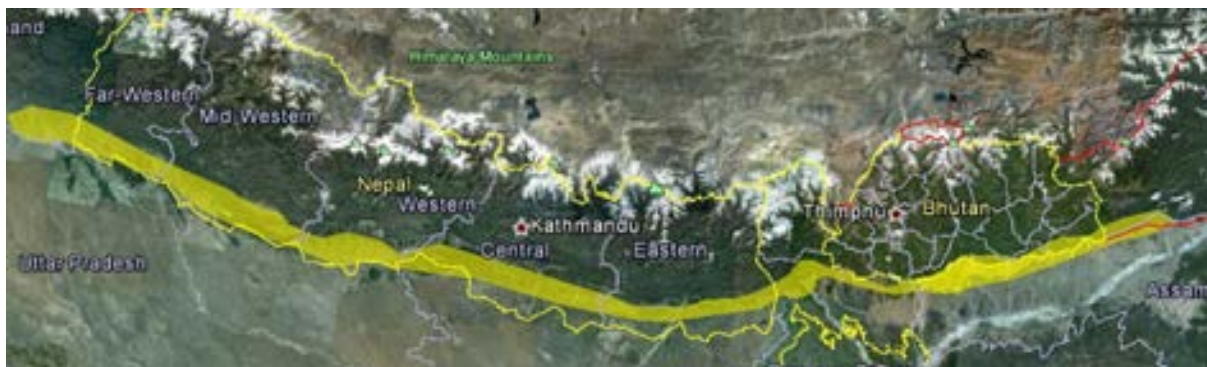 and
Himalaya Mountains
Far-Western
Mid-Western
Nepal
Western
Kathmandu
Thimphu
Bhutan
Central
Eastern
Uttar Pradesh
Assam